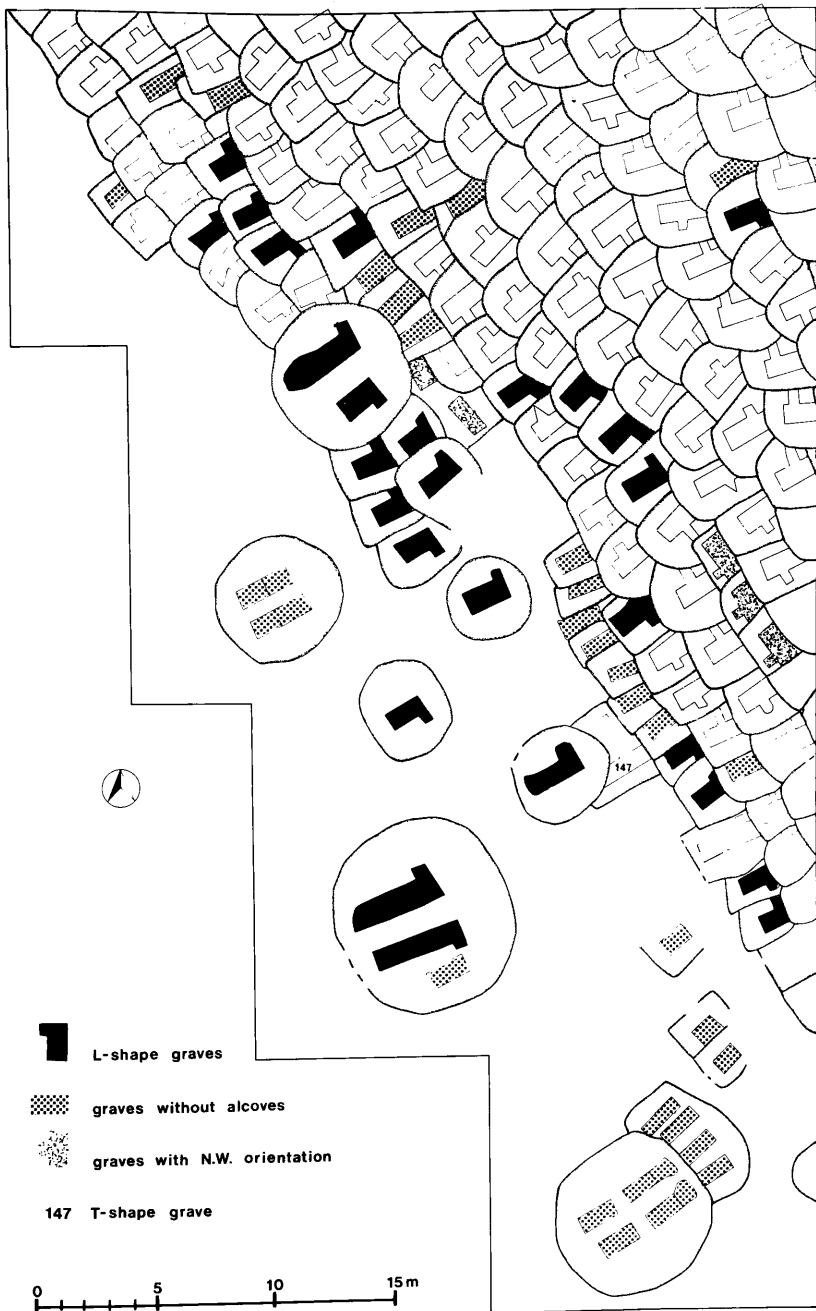 147
L-shape graves
graves without alcoves
graves with N.W. orientation
147 T-shape grave
0 5 10 15 m